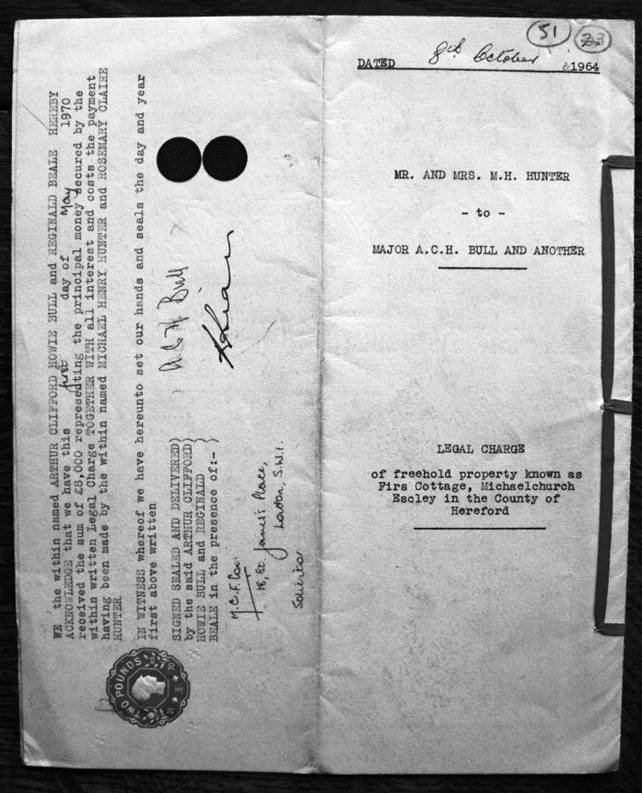 WE the within named ARTHUR CLIFFORD HOWIE BULL and REGINALD BEALE HEREBY
ACKNOWLEDGE that we have this first day of May 1970
received the sum of £8,000 representing the principal money secured by the
within written Legal Charge TOGETHER WITH all interest and costs the payment
having been made by the within named MICHAEL HENRY HUNTER and ROSEMARY CLAIRE
HUNTER.
IN WITNESS whereof we have hereunto set our hands and seals the day and year
first above written
SIGNED SEALED AND DELIVERED)
by the said ARTHUR CLIFFORD)
HOWIE BULL and REGINALD )
BEALE in the presence of:- )
A C H Bull
M.C.F.
18, St. James's Place,
London, S.W.1.
Solicitor
TWO POUNDS
51
23
DATED 8th October 1964
MR. AND MRS. M.H. HUNTER
- to -
MAJOR A.C.H. BULL AND ANOTHER
LEGAL CHARGE
of freehold property known as
Firs Cottage, Michaelchurch
Escley in the County of
Hereford